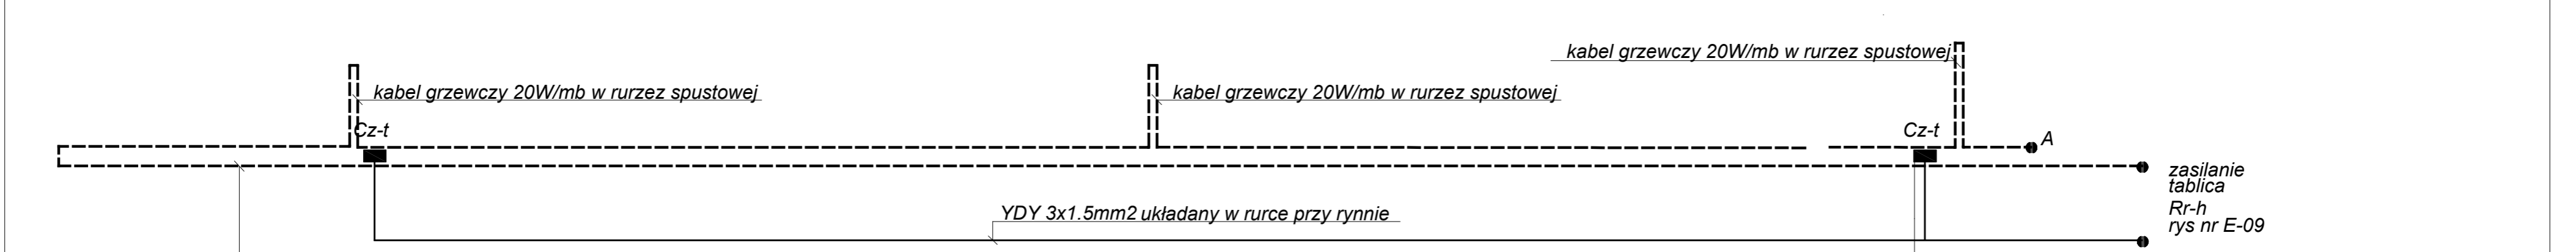 kabel grzewczy 20W/mb w rurzez spustowej
kabel grzewczy 20W/mb w rurzez spustowej
kabel grzewczy 20W/mb w rurzez spustowej
Cz-t
Cz-t
A
zasilanie
tablica
Rr-h
rys nr E-09
YDY 3x1.5mm2 układany w rurce przy rynnie